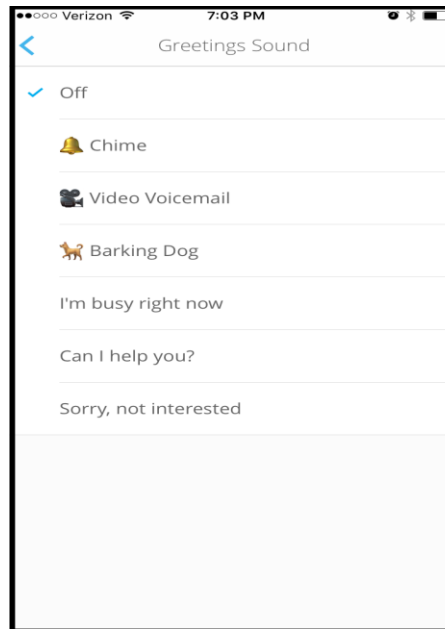 Verizon 7:03 PM
Greetings Sound
Off
Chime
Video Voicemail
Barking Dog
I'm busy right now
Can I help you?
Sorry, not interested